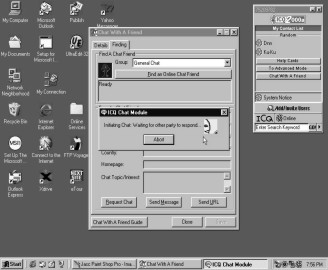 My Computer
Microsoft Outlook
Publish
Yahoo Messenger
My Documents
Setup for Microsoft I...
UltraEdit
Network Neighborhood
My Connection
Recycle Bin
Internet Explorer
Online Services
Set Up The Microsoft...
Connect to the Internet
FTP Voyager
Outlook Express
Xdrive
Chat With A Friend
Details
Finding
Find A Chat Friend
Group:
General Chat
Find an Online Chat Friend
Ready
ICQ Chat Module
Initiating Chat: Waiting for other party to respond...
Abort
Country:
Homepage:
Chat Topic/Interest
Request Chat
Send Message
Send URL
Chat With A Friend Guide
Close
ICQ 2000a
My Contact List
Random
Dnn
KaKu
Help Cards
To Advanced Mode
Chat With A Friend
System Notice
Add/Invite Users
ICQ
Online
Enter Search Keyword
Start
Jasc Paint Shop Pro - Ima...
Chat With A Friend
ICQ Chat Module
7:56 PM